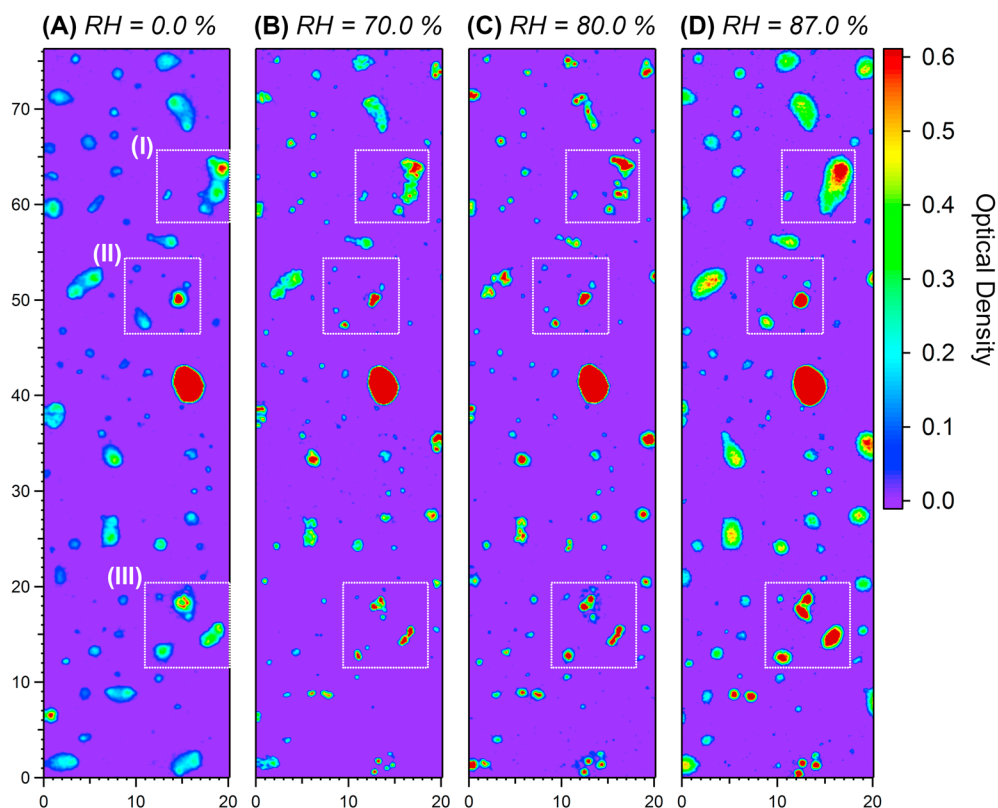 (A) RH = 0.0 % (B) RH = 70.0 % (C) RH = 80.0 % (D) RH = 87.0 %
0.6
70
(I)
0.5
60
0.4
(II)
50
0.3
Optical Density
40
0.2
30
0.1
20
(III)
0.0
10
0
0 10 20 0 10 20 0 10 20 0 10 20